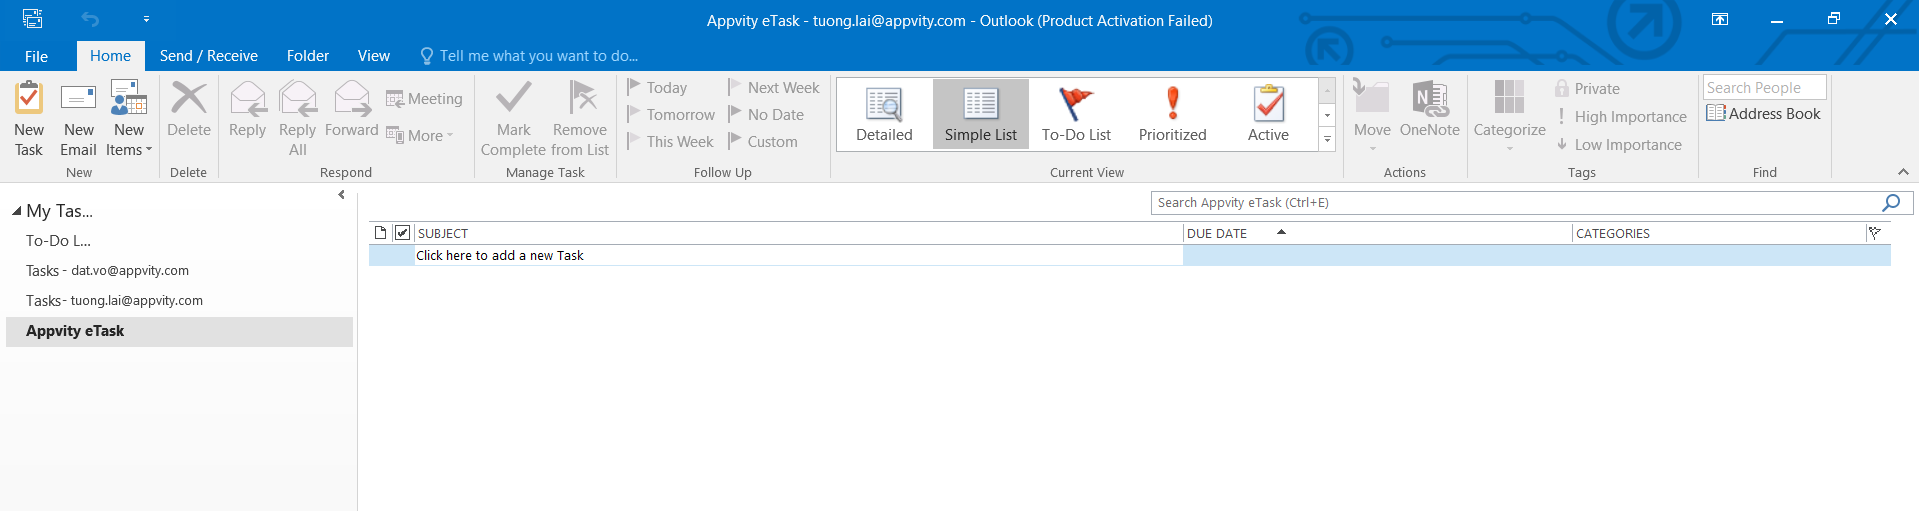 Appvity eTask - tuong.lai@appvity.com - Outlook (Product Activation Failed)
File Home Send / Receive Folder View Tell me what you want to do...
New Task
New Email
New Items
New
Delete
Delete
Reply
Reply All
Forward
Meeting
More
Respond
Mark Complete
Remove from List
Manage Task
Today
Tomorrow
This Week
Next Week
No Date
Custom
Follow Up
Detailed
Simple List
To-Do List
Prioritized
Active
Current View
Move
OneNote
Actions
Categorize
Private
High Importance
Low Importance
Tags
Search People
Address Book
Find
My Tas...
To-Do L...
Tasks - dat.vo@appvity.com
Tasks- tuong.lai@appvity.com
Appvity eTask
Search Appvity eTask (Ctrl+E)
SUBJECT DUE DATE CATEGORIES
Click here to add a new Task